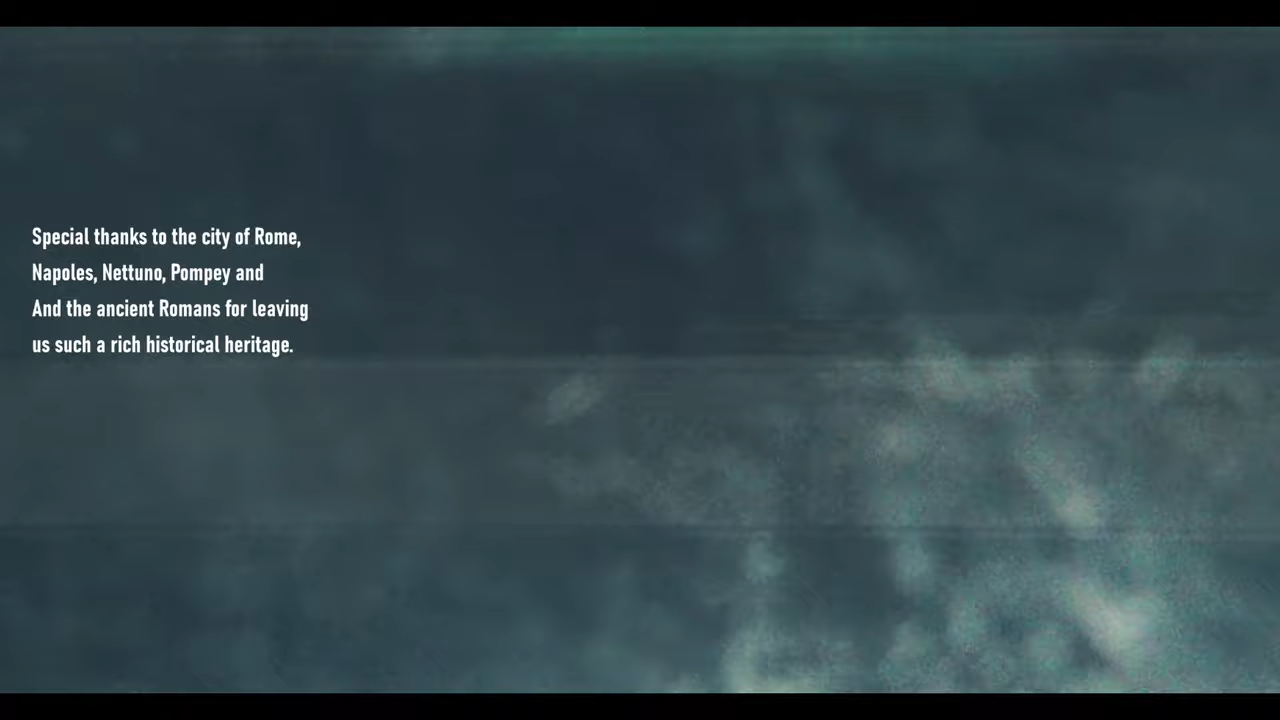 Special thanks to the city of Rome,
Napoles, Nettuno, Pompey and
And the ancient Romans for leaving
us such a rich historical heritage.